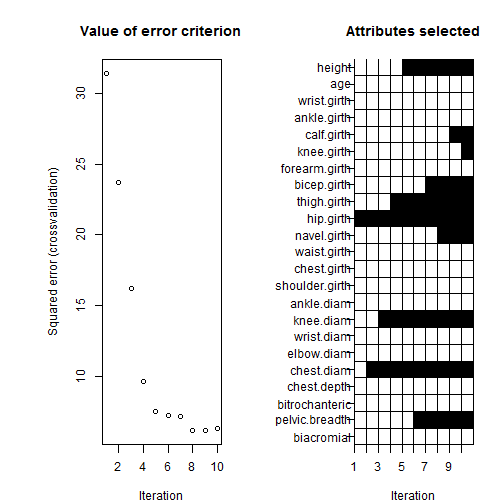 Value of error criterion
Squared error (crossvalidation)
30
25
20
15
10
2 4 6 8 10
Iteration
Attributes selected
height
age
wrist.girth
ankle.girth
calf.girth
knee.girth
forearm.girth
bicep.girth
thigh.girth
hip.girth
navel.girth
waist.girth
chest.girth
shoulder.girth
ankle.diam
knee.diam
wrist.diam
elbow.diam
chest.diam
chest.depth
bitrochanteric
pelvic.breadth
biacromial
1 3 5 7 9
Iteration